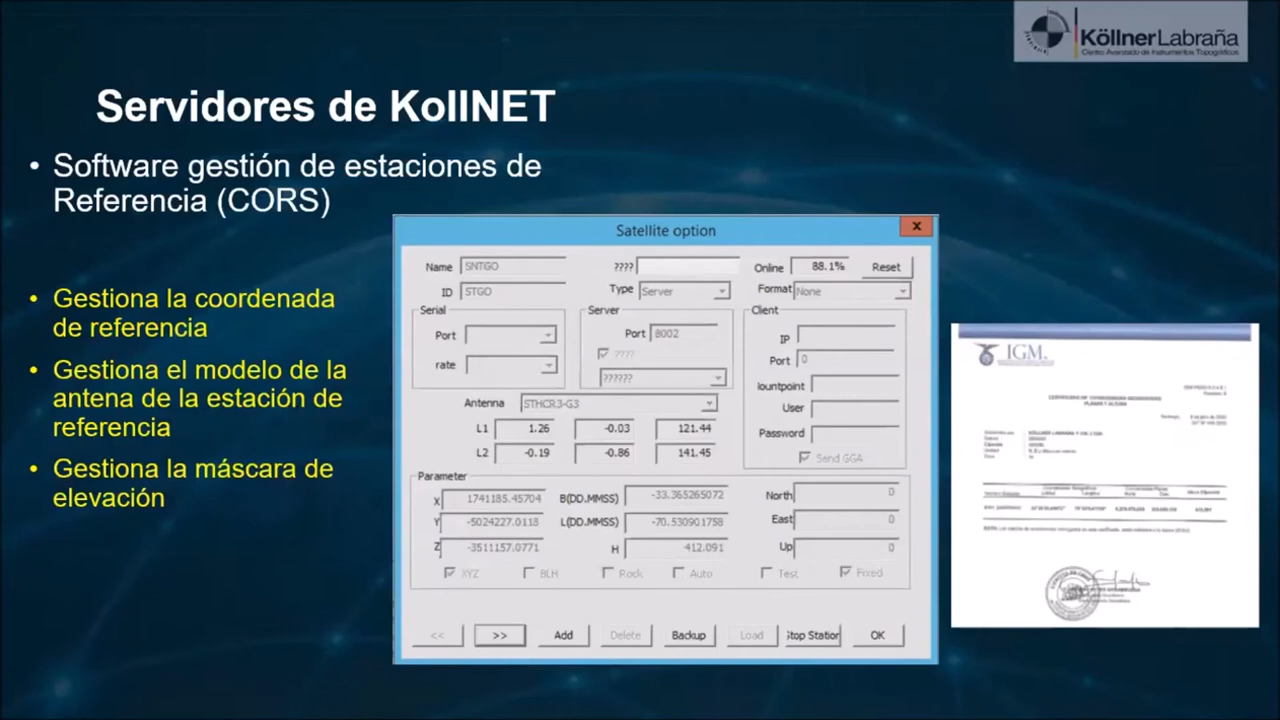 KöllnerLabraña
Centro Avanzado de Instrumentos Topográficos
Servidores de KollNET
• Software gestión de estaciones de
Referencia (CORS)
• Gestiona la coordenada
de referencia
• Gestiona el modelo de la
antena de la estación de
referencia
• Gestiona la máscara de
elevación
Satellite option
x
Name SNTGO ???? Online 88.1% Reset
ID STGO Type Server Format None
Serial Server Client
Port Port 8002 IP
rate ???? Port 0
?????? lountpoint
User
Antenna STHCR3-G3
L1 1.26 -0.03 121.44 Password
L2 -0.19 -0.86 141.45 Send GGA
Parameter
X 1741185.45704 B(DD.MMSS) -33.365265072 North 0
Y -5024227.0118 L(DD.MMSS) -70.530901758 East 0
Z -3511157.0771 H 412.091 Up 0
XYZ BLH Rock Auto Test Fixed
<< >> Add Delete Backup Load Stop Station OK
IGM